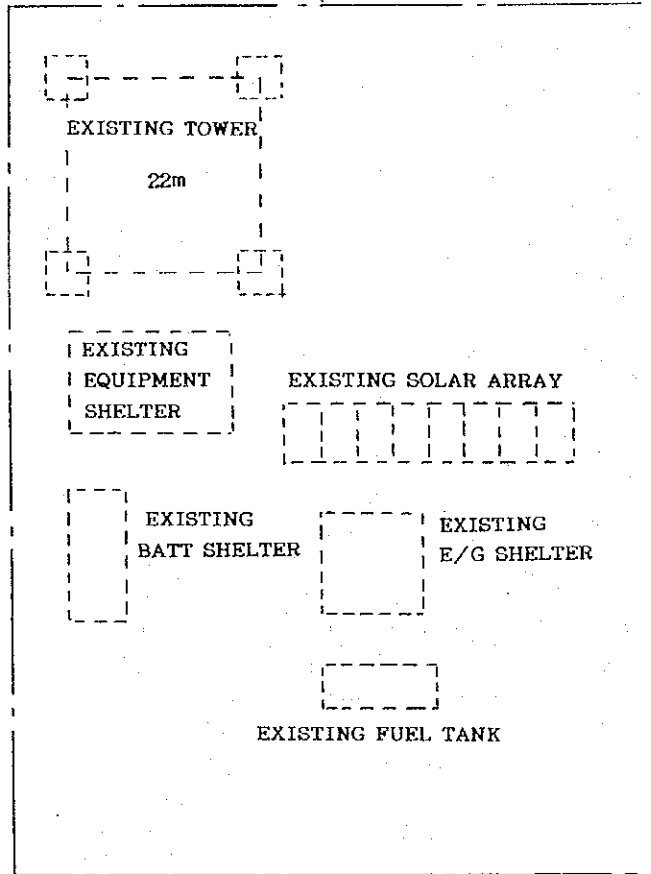 EXISTING TOWER
22m
EXISTING
EQUIPMENT
SHELTER
EXISTING SOLAR ARRAY
EXISTING
BATT SHELTER
EXISTING
E/G SHELTER
EXISTING FUEL TANK